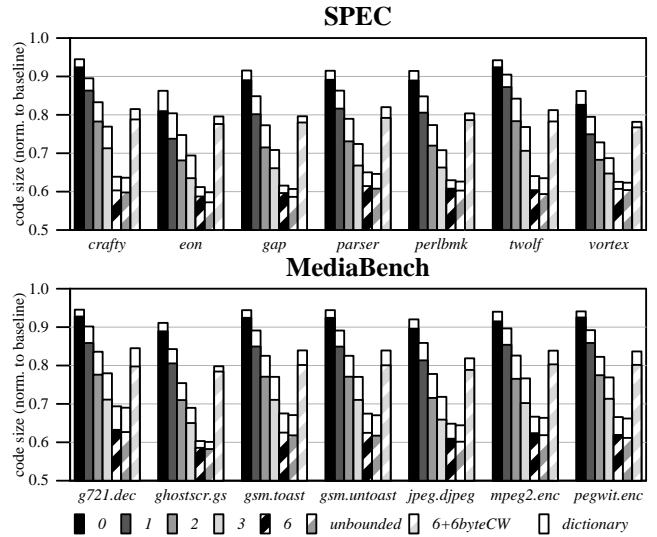 SPEC
code size (norm. to baseline)
1.0
0.9
0.8
0.7
0.6
0.5
crafty eon gap parser perlbmk twolf vortex
MediaBench
code size (norm. to baseline)
1.0
0.9
0.8
0.7
0.6
0.5
g721.dec ghostscr.gs gsm.toast gsm.untoast jpeg.djpeg mpeg2.enc pegwit.enc
0 1 2 3 6 unbounded 6+6byteCW dictionary